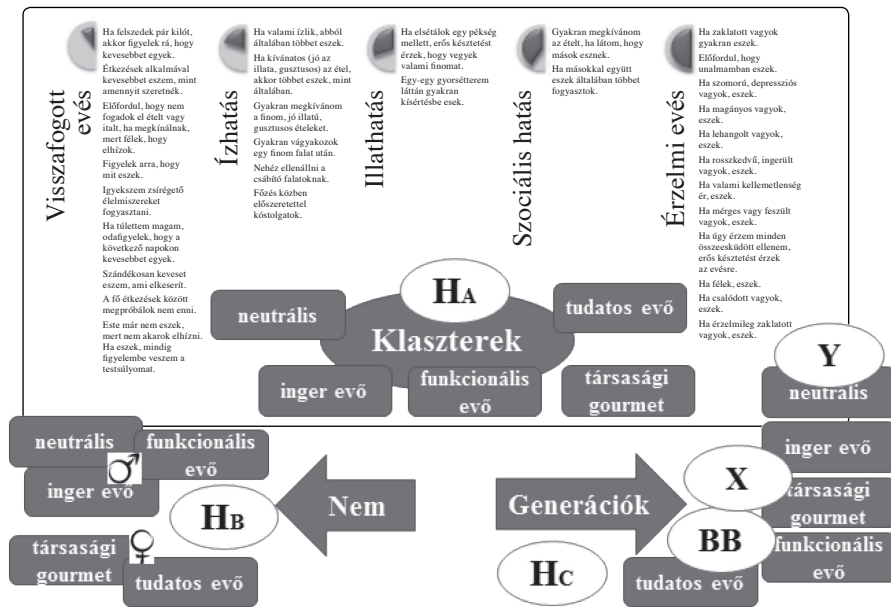 Visszafogott
evés
Ha felszedek pár kilót,
akkor figyelek rá, hogy
kevesebbet egyek.
Étkezések alkalmával
kevesebbet eszem, mint
amennyit szeretnék.
Előfordul, hogy nem
fogadok el ételt vagy
italt, ha megkínálnak,
mert félek, hogy
elhízok.
Figyelek arra, hogy
mit eszek.
Igyekszem zsírégető
élelmiszereket
fogyasztani.
Ha túlettem magam,
odafigyelek, hogy a
következő napokon
kevesebbet egyek.
Szándékosan keveset
eszem, ami elkeserít.
A fő étkezések között
megpróbálok nem enni.
Este már nem eszek,
mert nem akarok elhízni.
Ha eszek, mindig
figyelembe veszem a
testsúlyomat.
Ízhatás
Ha valami ízlik, abból
általában többet eszek.
Ha kívánatos (jó az
illata, gusztusos) az étel,
akkor többet eszek, mint
általában.
Gyakran megkívánom
a finom, jó illatú,
gusztusos ételeket.
Gyakran vágyakozok
egy finom falat után.
Nehéz ellenállni a
csábító falatoknak.
Főzés közben
előszeretettel
kóstolgatok.
Illathatás
Ha elsétálok egy pékség
mellett, erős késztetést
érzek, hogy vegyek
valami finomat.
Egy-egy gyorsétterem
láttán gyakran
kísértésbe esek.
Szociális hatás
Gyakran megkívánom
az ételt, ha látom, hogy
mások esznek.
Ha másokkal együtt
eszek általában többet
fogyasztok.
Érzelmi evés
Ha zaklatott vagyok
gyakran eszek.
Előfordul, hogy
unalmamban eszek.
Ha szomorú, depressziós
vagyok, eszek.
Ha magányos vagyok,
eszek.
Ha lehangolt vagyok,
eszek.
Ha rosszkedvű, ingerült
vagyok, eszek.
Ha valami kellemetlenség
ér, eszek.
Ha mérges vagy feszült
vagyok, eszek.
Ha úgy érzem minden
összeesküdött ellenem,
erős késztetést érzek
az evésre.
Ha félek, eszek.
Ha csalódott vagyok,
eszek.
Ha érzelmileg zaklatott
vagyok, eszek.
HA
Klaszterek
neutrális
tudatos evő
inger evő
funkcionális
evő
társasági
gourmet
neutrális
funkcionális
evő
inger evő
♂
HB
Nem
társasági
gourmet
♀
tudatos evő
Generációk
HC
Y
neutrális
inger evő
X
társasági
gourmet
BB
funkcionális
evő
tudatos evő